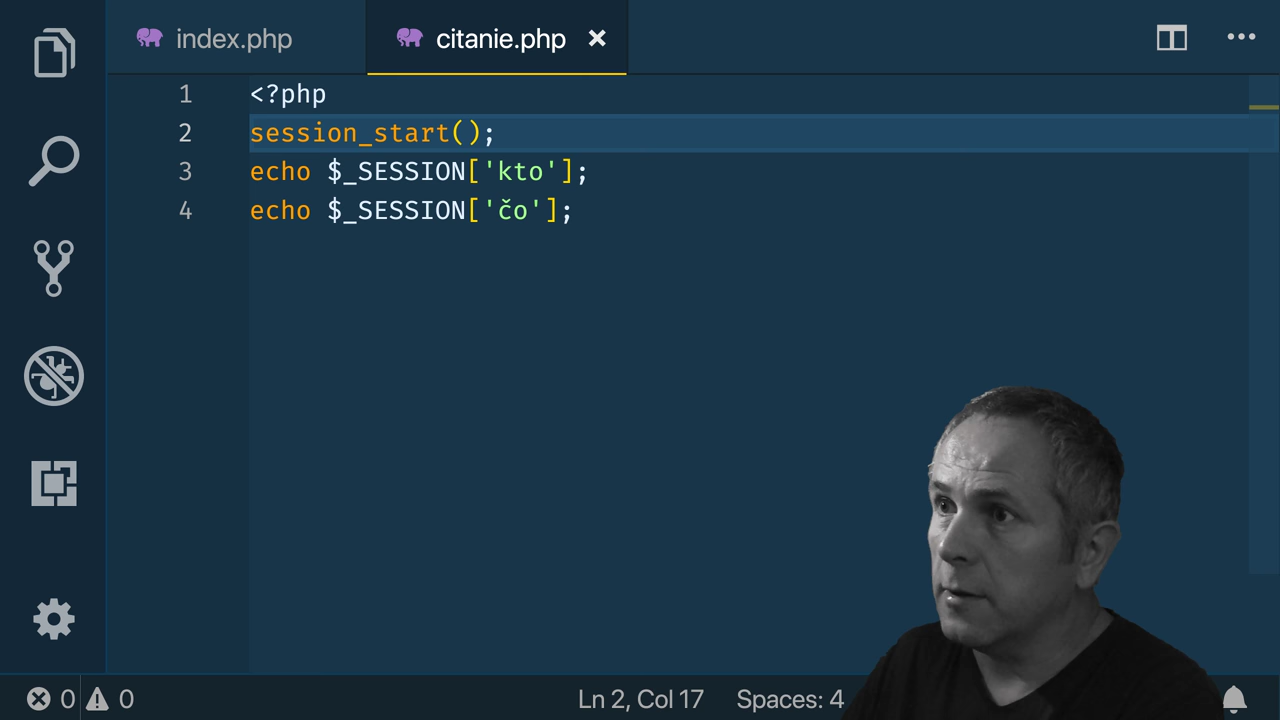 index.php
citanie.php
1 <?php
2 session_start();
3 echo $_SESSION['kto'];
4 echo $_SESSION['čo'];
0 0 Ln 2, Col 17 Spaces: 4